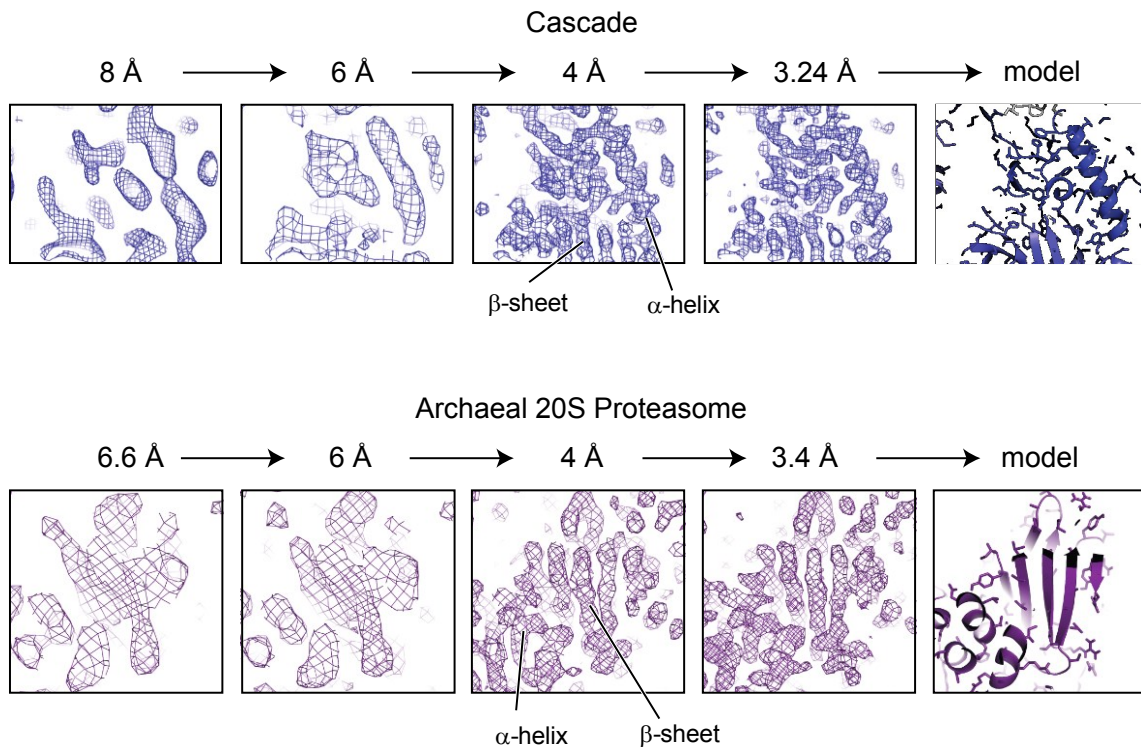 Cascade
8 Å 6 Å 4 Å 3.24 Å model
β-sheet
α-helix
Archaeal 20S Proteasome
6.6 Å 6 Å 4 Å 3.4 Å model
α-helix
β-sheet